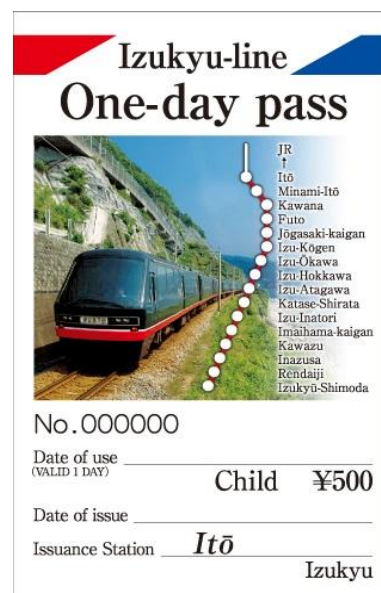 Izukyu-line
One-day pass
JR
↑
Itō
Minami-Itō
Kawana
Futo
Jōgasaki-kaigan
Izu-Kōgen
Izu-Ōkawa
Izu-Hokkawa
Izu-Atagawa
Katase-Shirata
Izu-Inatori
Imaihama-kaigan
Kawazu
Inazusa
Rendaiji
Izukyū-Shimoda
No.000000
Date of use
(VALID 1 DAY)
Child ¥500
Date of issue
Issuance Station Itō
Izukyu